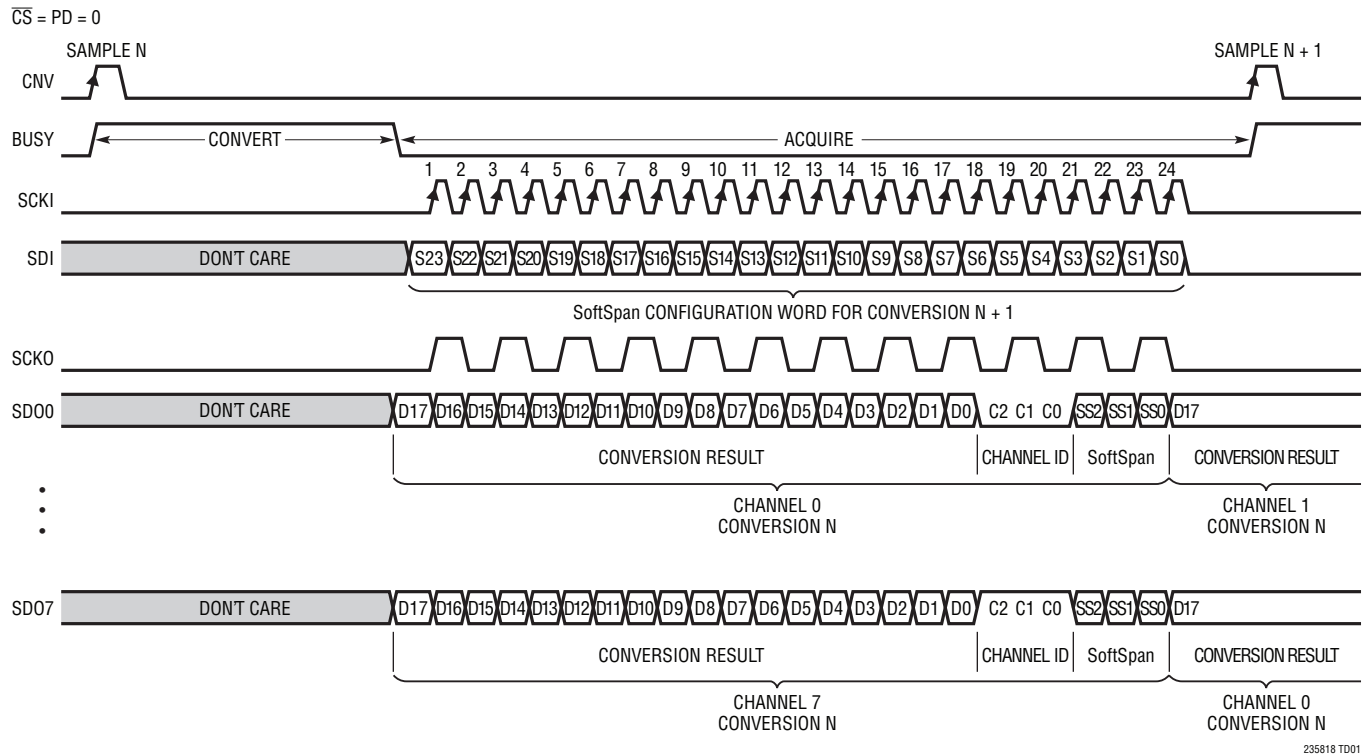 CS = PD = 0
SAMPLE N SAMPLE N + 1
CNV
BUSY CONVERT ACQUIRE
1 2 3 4 5 6 7 8 9 10 11 12 13 14 15 16 17 18 19 20 21 22 23 24
SCKI
SDI DON'T CARE S23 S22 S21 S20 S19 S18 S17 S16 S15 S14 S13 S12 S11 S10 S9 S8 S7 S6 S5 S4 S3 S2 S1 S0
SoftSpan CONFIGURATION WORD FOR CONVERSION N + 1
SCKO
SDO0 DON'T CARE D17 D16 D15 D14 D13 D12 D11 D10 D9 D8 D7 D6 D5 D4 D3 D2 D1 D0 C2 C1 C0 SS2 SS1 SS0 D17
CONVERSION RESULT CHANNEL ID SoftSpan CONVERSION RESULT
CHANNEL 0 CHANNEL 1
CONVERSION N CONVERSION N
SDO7 DON'T CARE D17 D16 D15 D14 D13 D12 D11 D10 D9 D8 D7 D6 D5 D4 D3 D2 D1 D0 C2 C1 C0 SS2 SS1 SS0 D17
CONVERSION RESULT CHANNEL ID SoftSpan CONVERSION RESULT
CHANNEL 7 CHANNEL 0
CONVERSION N CONVERSION N
235818 TD01